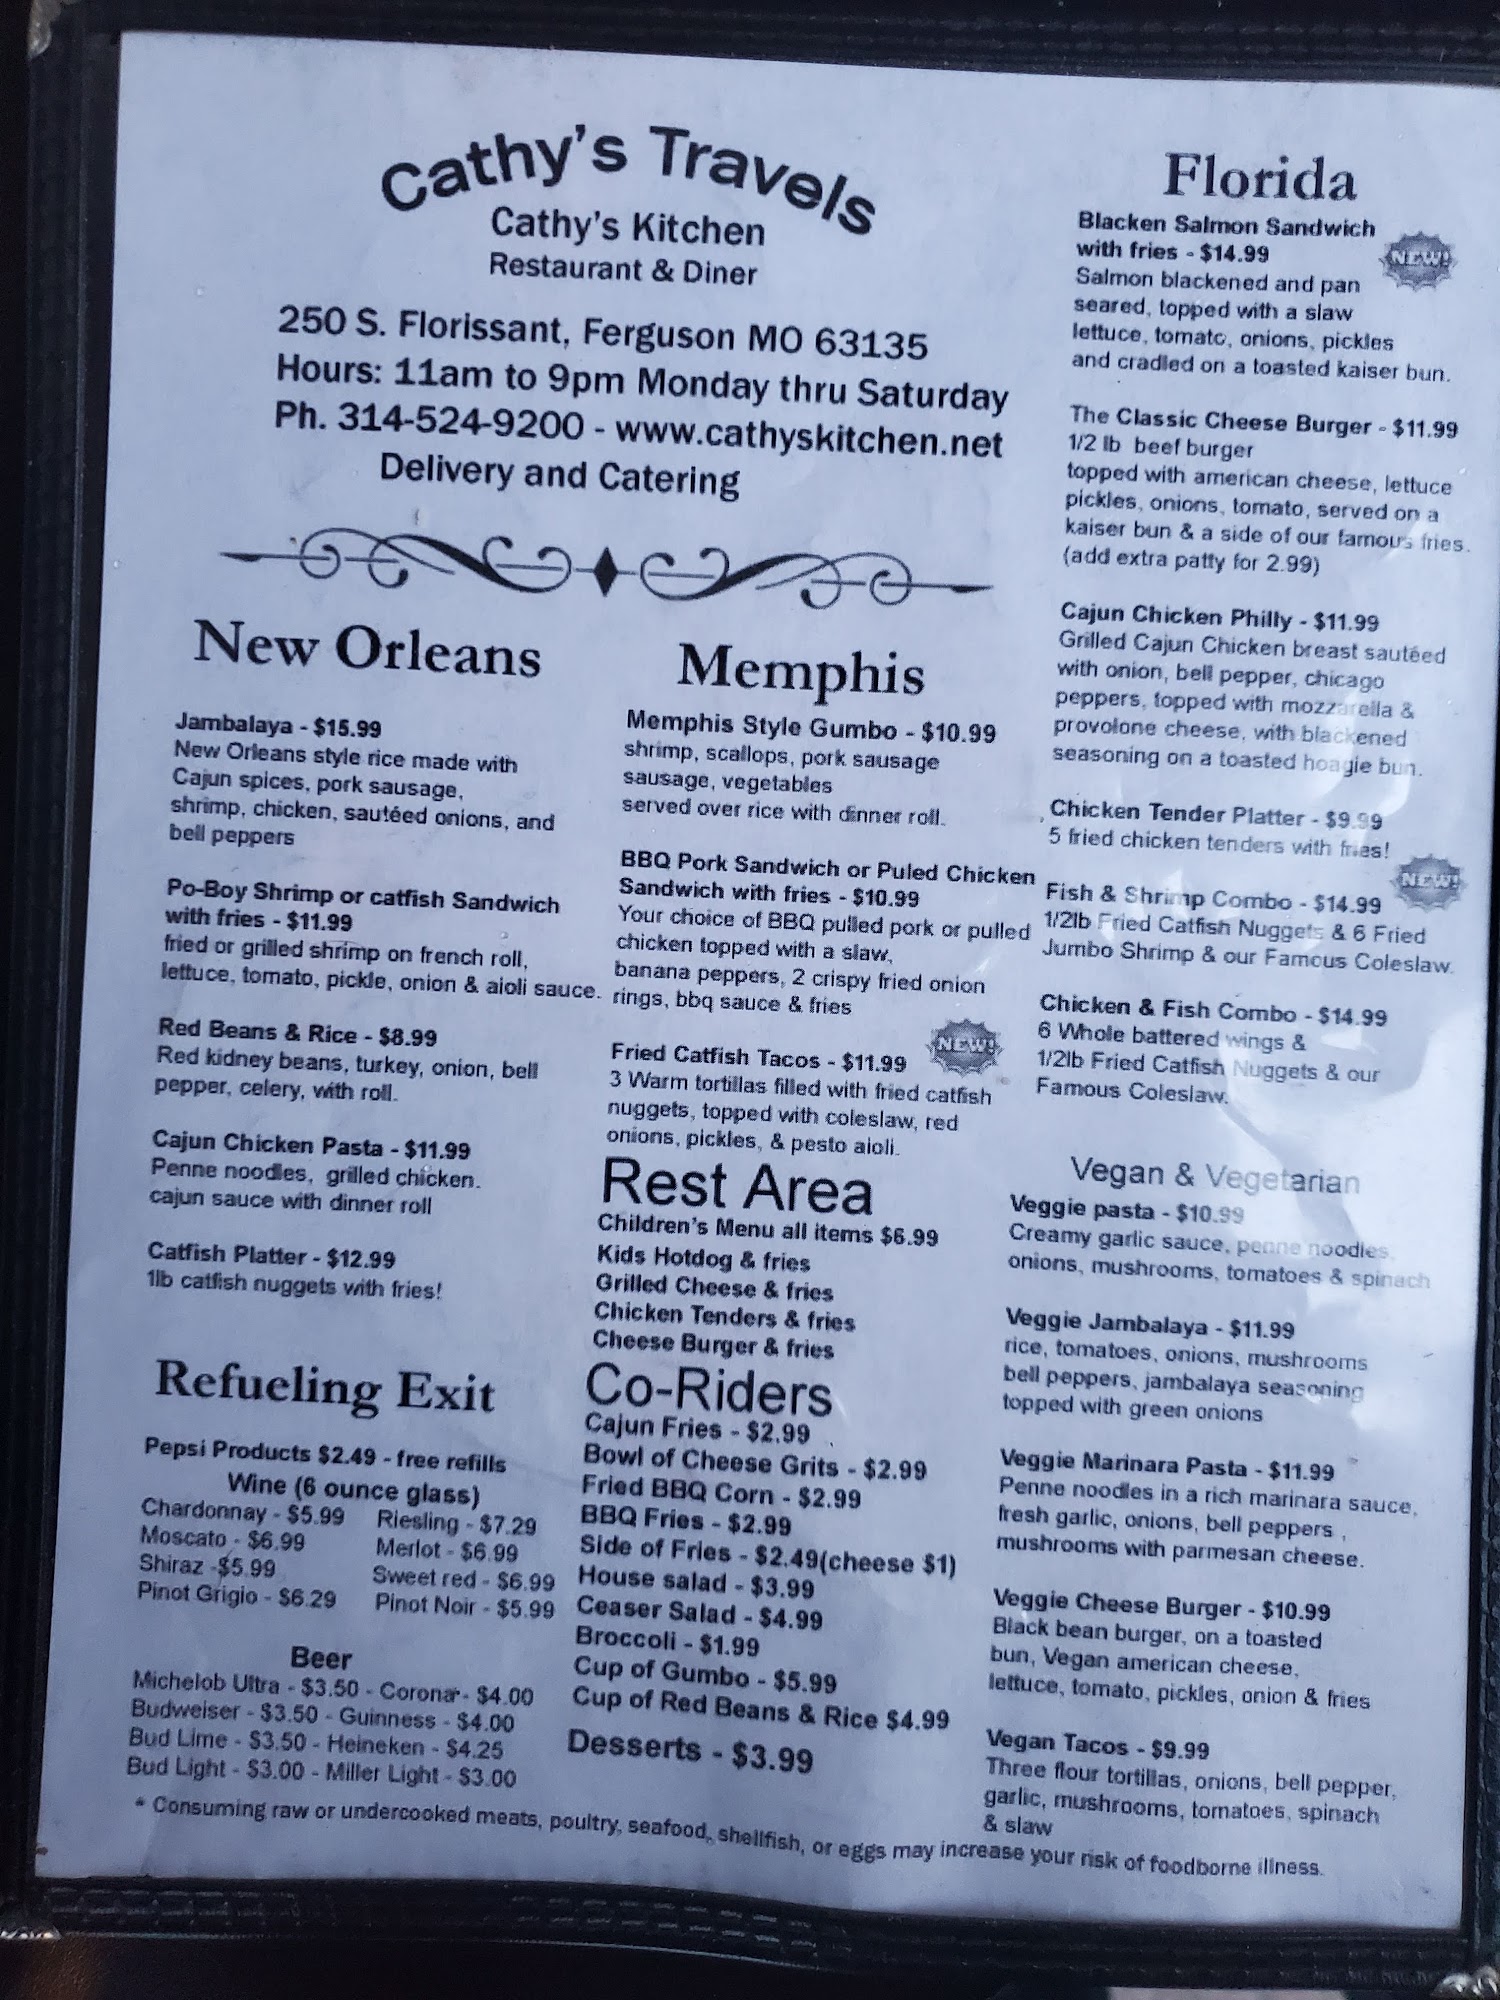 Cathy's Travels
Cathy's Kitchen
Restaurant & Diner
250 S. Florissant, Ferguson MO 63135
Hours: 11am to 9pm Monday thru Saturday
Ph. 314-524-9200 - www.cathyskitchen.net
Delivery and Catering
New Orleans
Jambalaya - $15.99
New Orleans style rice made with
Cajun spices, pork sausage,
shrimp, chicken, sautéed onions, and
bell peppers
Po-Boy Shrimp or catfish Sandwich
with fries - $11.99
fried or grilled shrimp on french roll,
lettuce, tomato, pickle, onion & aioli sauce.
Red Beans & Rice - $8.99
Red kidney beans, turkey, onion, bell
pepper, celery, with roll.
Cajun Chicken Pasta - $11.99
Penne noodles, grilled chicken.
cajun sauce with dinner roll
Catfish Platter - $12.99
1lb catfish nuggets with fries!
Refueling Exit
Pepsi Products $2.49 - free refills
Wine (6 ounce glass)
Chardonnay - $5.99 Riesling - $7.29
Moscato - $6.99 Merlot - $6.99
Shiraz -$5.99 Sweet red - $6.99
Pinot Grigio - $6.29 Pinot Noir - $5.99
Beer
Michelob Ultra - $3.50 - Corona - $4.00
Budweiser - $3.50 - Guinness - $4.00
Bud Lime - $3.50 - Heineken - $4.25
Bud Light - $3.00 - Miller Light - $3.00
Memphis
Memphis Style Gumbo - $10.99
shrimp, scallops, pork sausage
sausage, vegetables
served over rice with dinner roll.
BBQ Pork Sandwich or Puled Chicken
Sandwich with fries - $10.99
Your choice of BBQ pulled pork or pulled
chicken topped with a slaw,
banana peppers, 2 crispy fried onion
rings, bbq sauce & fries
Fried Catfish Tacos - $11.99
NEW!
3 Warm tortillas filled with fried catfish
nuggets, topped with coleslaw, red
onions, pickles, & pesto aioli.
Rest Area
Children's Menu all items $6.99
Kids Hotdog & fries
Grilled Cheese & fries
Chicken Tenders & fries
Cheese Burger & fries
Co-Riders
Cajun Fries - $2.99
Bowl of Cheese Grits - $2.99
Fried BBQ Corn - $2.99
BBQ Fries - $2.99
Side of Fries - $2.49(cheese $1)
House salad - $3.99
Ceaser Salad - $4.99
Broccoli - $1.99
Cup of Gumbo - $5.99
Cup of Red Beans & Rice $4.99
Desserts - $3.99
Florida
Blacken Salmon Sandwich
with fries - $14.99
NEW!
Salmon blackened and pan
seared, topped with a slaw
lettuce, tomato, onions, pickles
and cradled on a toasted kaiser bun.
The Classic Cheese Burger - $11.99
1/2 lb beef burger
topped with american cheese, lettuce
pickles, onions, tomato, served on a
kaiser bun & a side of our famous fries.
(add extra patty for 2.99)
Cajun Chicken Philly - $11.99
Grilled Cajun Chicken breast sautéed
with onion, bell pepper, chicago
peppers, topped with mozzarella &
provolone cheese, with blackened
seasoning on a toasted hoagie bun.
Chicken Tender Platter - $9.99
5 fried chicken tenders with fries!
NEW!
Fish & Shrimp Combo - $14.99
1/2lb Fried Catfish Nuggets & 6 Fried
Jumbo Shrimp & our Famous Coleslaw.
Chicken & Fish Combo - $14.99
6 Whole battered wings &
1/2lb Fried Catfish Nuggets & our
Famous Coleslaw.
Vegan & Vegetarian
Veggie pasta - $10.99
Creamy garlic sauce, penne noodles,
onions, mushrooms, tomatoes & spinach
Veggie Jambalaya - $11.99
rice, tomatoes, onions, mushrooms
bell peppers, jambalaya seasoning
topped with green onions
Veggie Marinara Pasta - $11.99
Penne noodles in a rich marinara sauce,
fresh garlic, onions, bell peppers ,
mushrooms with parmesan cheese.
Veggie Cheese Burger - $10.99
Black bean burger, on a toasted
bun, Vegan american cheese,
lettuce, tomato, pickles, onion & fries
Vegan Tacos - $9.99
Three flour tortillas, onions, bell pepper,
garlic, mushrooms, tomatoes, spinach
& slaw
* Consuming raw or undercooked meats, poultry, seafood, shellfish, or eggs may increase your risk of foodborne illness.